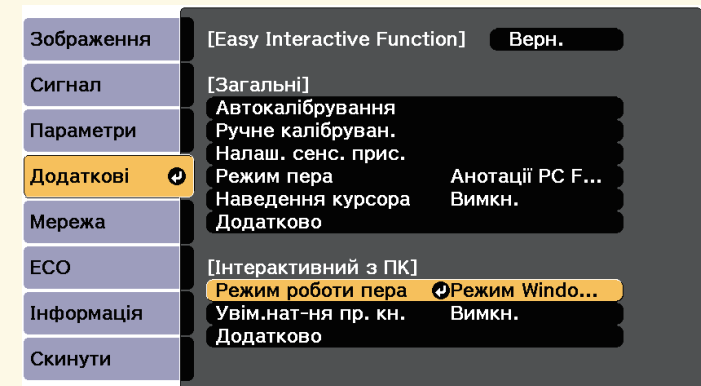 Зображення
Сигнал
Параметри
Додаткові
Мережа
ECO
Інформація
Скинути
[Easy Interactive Function] Верн.
[Загальні]
Автокалібрування
Ручне калібруван.
Налаш. сенс. прис.
Режим пера Анотації PC F...
Наведення курсора Вимкн.
Додатково
[Інтерактивний з ПК]
Режим роботи пера Режим Windo...
Увім.нат-ня пр. кн. Вимкн.
Додатково